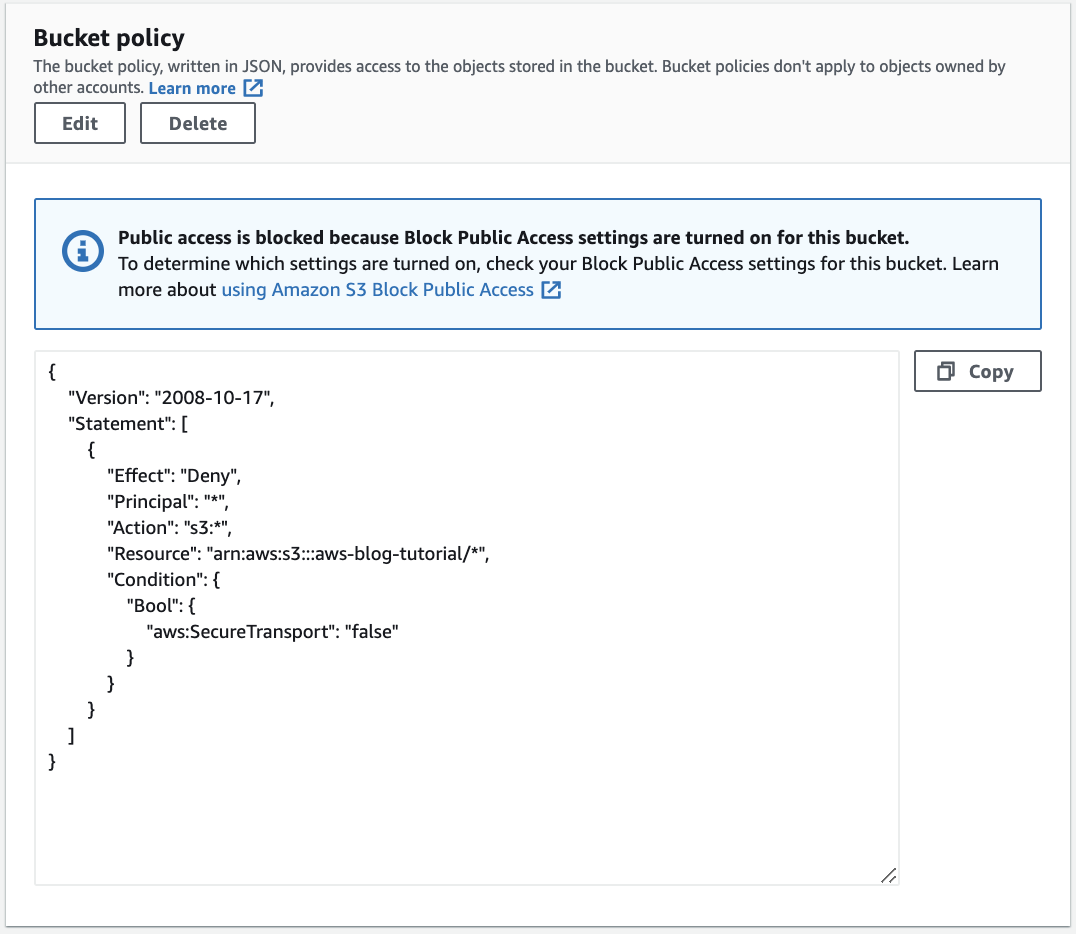 Bucket policy
The bucket policy, written in JSON, provides access to the objects stored in the bucket. Bucket policies don't apply to objects owned by
other accounts. Learn more
Edit Delete
Public access is blocked because Block Public Access settings are turned on for this bucket.
To determine which settings are turned on, check your Block Public Access settings for this bucket. Learn
more about using Amazon S3 Block Public Access
Copy
{
"Version": "2008-10-17",
"Statement": [
{
"Effect": "Deny",
"Principal": "*",
"Action": "s3:*",
"Resource": "arn:aws:s3:::aws-blog-tutorial/*",
"Condition": {
"Bool": {
"aws:SecureTransport": "false"
}
}
}
]
}